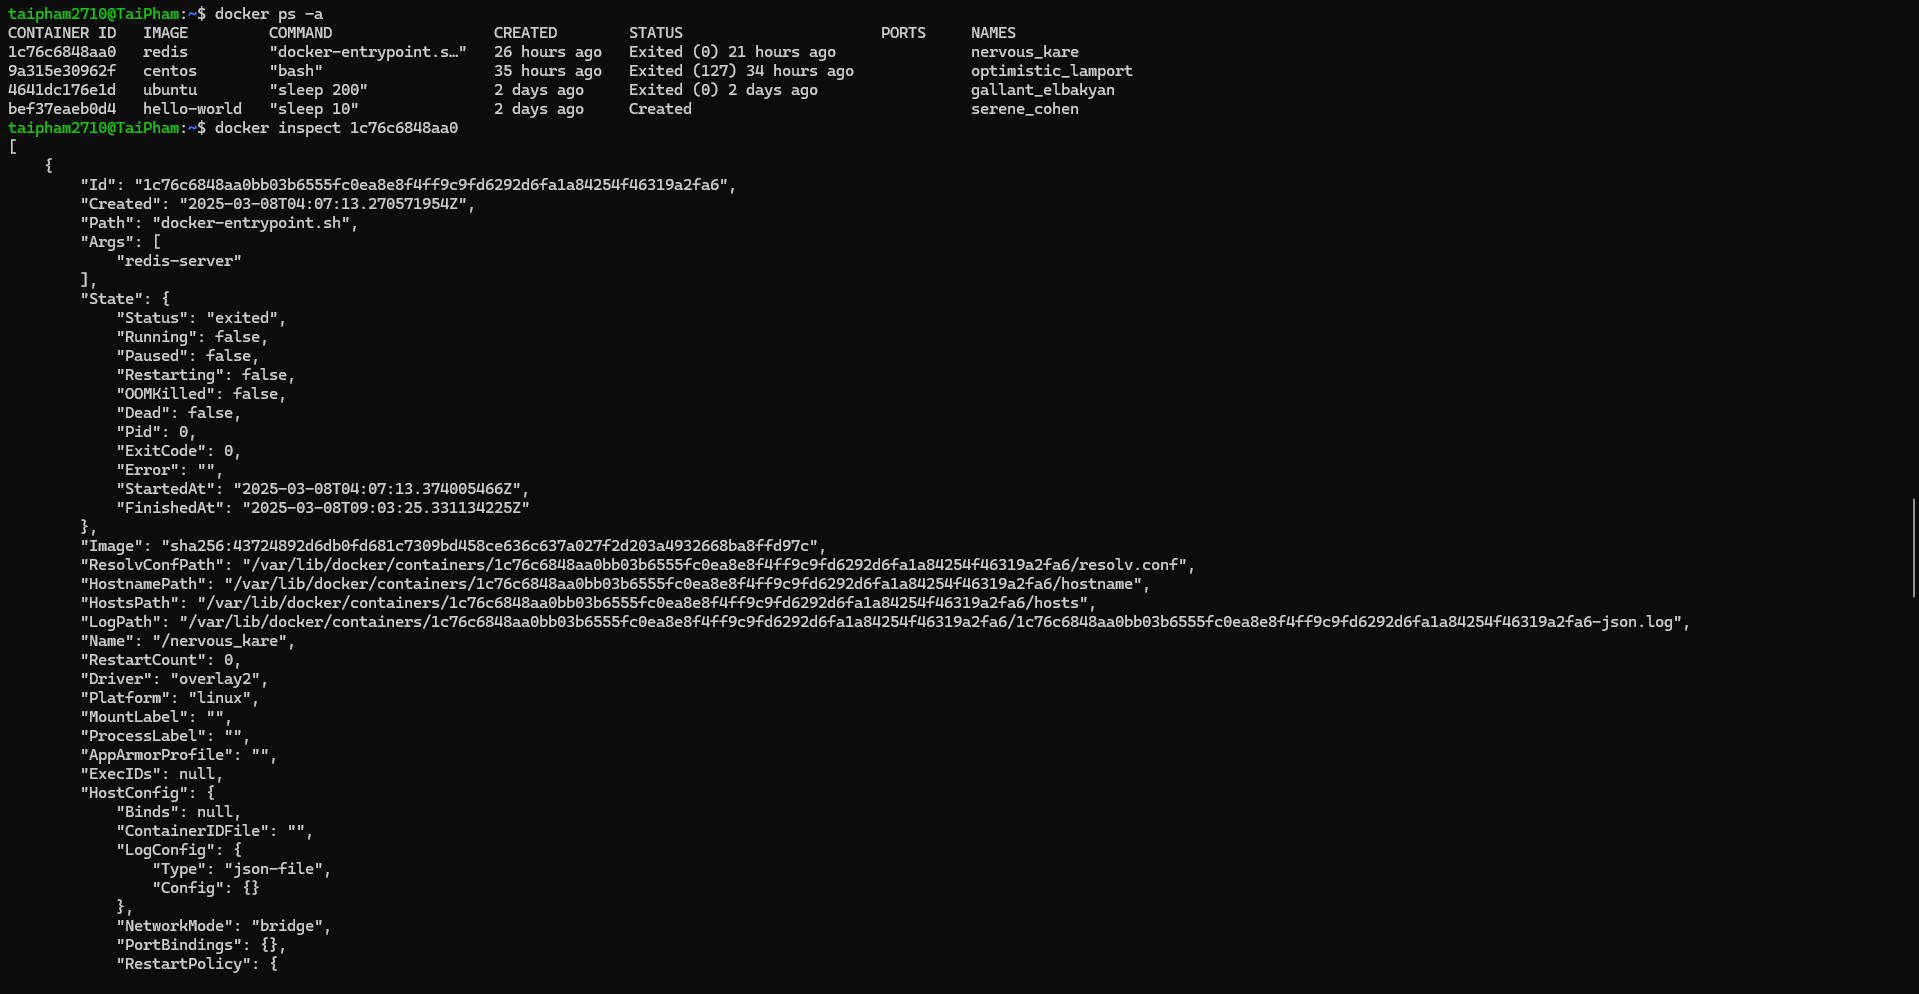 taipham2710@TaiPham:~$ docker ps -a
CONTAINER ID   IMAGE         COMMAND                  CREATED        STATUS                      PORTS     NAMES
1c76c6848aa0   redis         "docker-entrypoint.s…"   26 hours ago   Exited (0) 21 hours ago               nervous_kare
9a315e30962f   centos        "bash"                   35 hours ago   Exited (127) 34 hours ago             optimistic_lamport
4641dc176e1d   ubuntu        "sleep 200"              2 days ago     Exited (0) 2 days ago                 gallant_elbakyan
bef37eaeb0d4   hello-world   "sleep 10"               2 days ago     Created                               serene_cohen
taipham2710@TaiPham:~$ docker inspect 1c76c6848aa0
[
    {
        "Id": "1c76c6848aa0bb03b6555fc0ea8e8f4ff9c9fd6292d6fa1a84254f46319a2fa6",
        "Created": "2025-03-08T04:07:13.270571954Z",
        "Path": "docker-entrypoint.sh",
        "Args": [
            "redis-server"
        ],
        "State": {
            "Status": "exited",
            "Running": false,
            "Paused": false,
            "Restarting": false,
            "OOMKilled": false,
            "Dead": false,
            "Pid": 0,
            "ExitCode": 0,
            "Error": "",
            "StartedAt": "2025-03-08T04:07:13.374005466Z",
            "FinishedAt": "2025-03-08T09:03:25.331134225Z"
        },
        "Image": "sha256:43724892d6db0fd681c7309bd458ce636c637a027f2d203a4932668ba8ffd97c",
        "ResolvConfPath": "/var/lib/docker/containers/1c76c6848aa0bb03b6555fc0ea8e8f4ff9c9fd6292d6fa1a84254f46319a2fa6/resolv.conf",
        "HostnamePath": "/var/lib/docker/containers/1c76c6848aa0bb03b6555fc0ea8e8f4ff9c9fd6292d6fa1a84254f46319a2fa6/hostname",
        "HostsPath": "/var/lib/docker/containers/1c76c6848aa0bb03b6555fc0ea8e8f4ff9c9fd6292d6fa1a84254f46319a2fa6/hosts",
        "LogPath": "/var/lib/docker/containers/1c76c6848aa0bb03b6555fc0ea8e8f4ff9c9fd6292d6fa1a84254f46319a2fa6/1c76c6848aa0bb03b6555fc0ea8e8f4ff9c9fd6292d6fa1a84254f46319a2fa6-json.log",
        "Name": "/nervous_kare",
        "RestartCount": 0,
        "Driver": "overlay2",
        "Platform": "linux",
        "MountLabel": "",
        "ProcessLabel": "",
        "AppArmorProfile": "",
        "ExecIDs": null,
        "HostConfig": {
            "Binds": null,
            "ContainerIDFile": "",
            "LogConfig": {
                "Type": "json-file",
                "Config": {}
            },
            "NetworkMode": "bridge",
            "PortBindings": {},
            "RestartPolicy": {